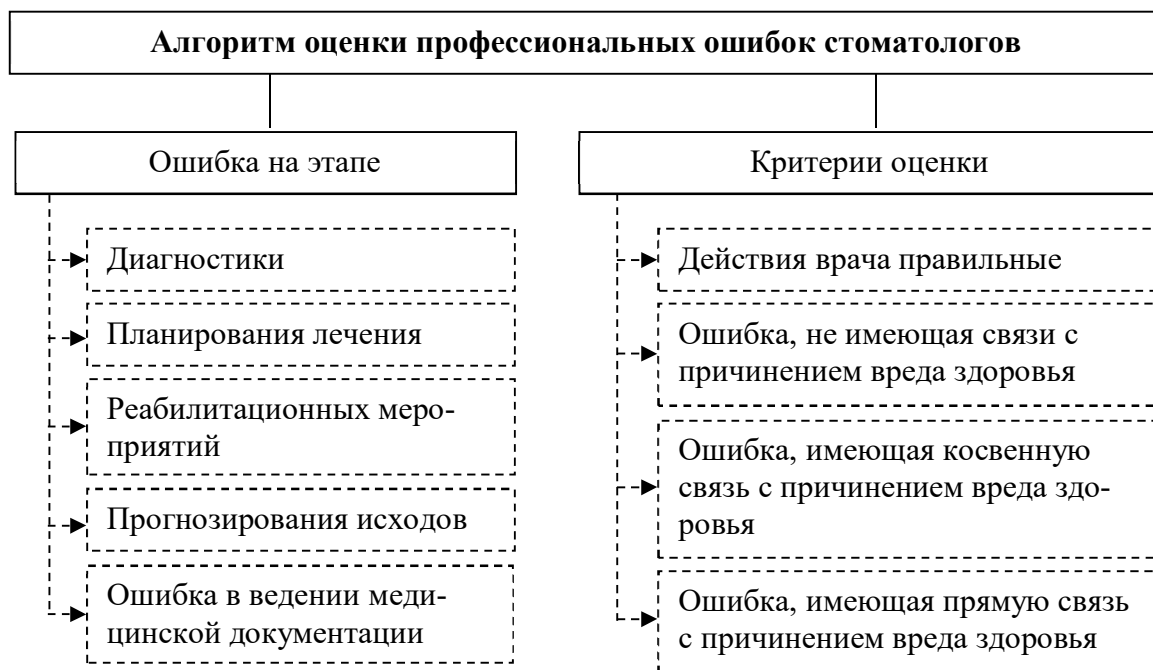 Алгоритм оценки профессиональных ошибок стоматологов
Ошибка на этапе
Диагностики
Планирования лечения
Реабилитационных меро-
приятий
Прогнозирования исходов
Ошибка в ведении меди-
цинской документации
Критерии оценки
Действия врача правильные
Ошибка, не имеющая связи с
причинением вреда здоровья
Ошибка, имеющая косвенную
связь с причинением вреда здо-
ровья
Ошибка, имеющая прямую связь
с причинением вреда здоровья